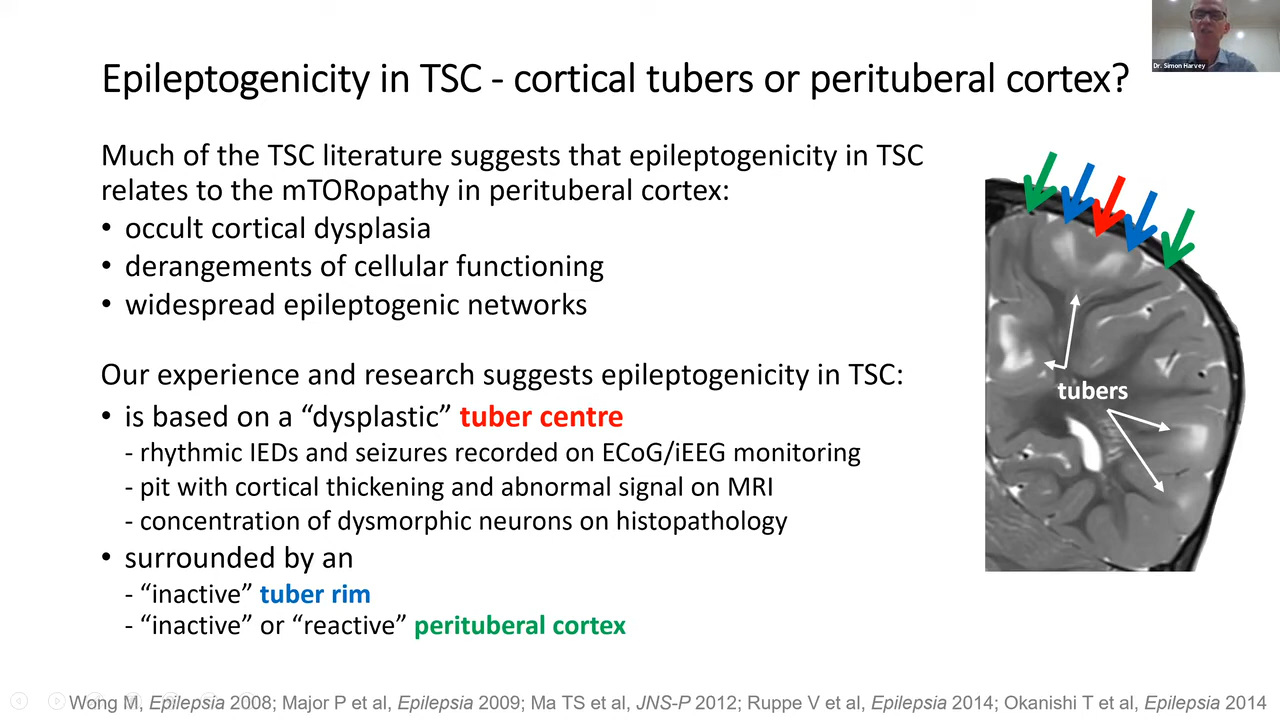 Dr. Simon Harvey
Epileptogenicity in TSC - cortical tubers or perituberal cortex?
Much of the TSC literature suggests that epileptogenicity in TSC
relates to the mTORopathy in perituberal cortex:
• occult cortical dysplasia
• derangements of cellular functioning
• widespread epileptogenic networks
Our experience and research suggests epileptogenicity in TSC:
• is based on a “dysplastic” tuber centre
- rhythmic IEDs and seizures recorded on ECoG/iEEG monitoring
- pit with cortical thickening and abnormal signal on MRI
- concentration of dysmorphic neurons on histopathology
• surrounded by an
- “inactive” tuber rim
- “inactive” or “reactive” perituberal cortex
tubers
Wong M, Epilepsia 2008; Major P et al, Epilepsia 2009; Ma TS et al, JNS-P 2012; Ruppe V et al, Epilepsia 2014; Okanishi T et al, Epilepsia 2014